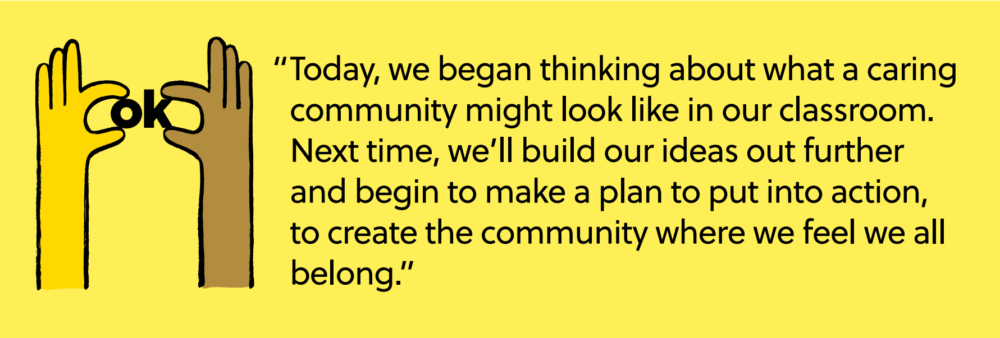 ok
“Today, we began thinking about what a caring
community might look like in our classroom.
Next time, we’ll build our ideas out further
and begin to make a plan to put into action,
to create the community where we feel we all
belong.”